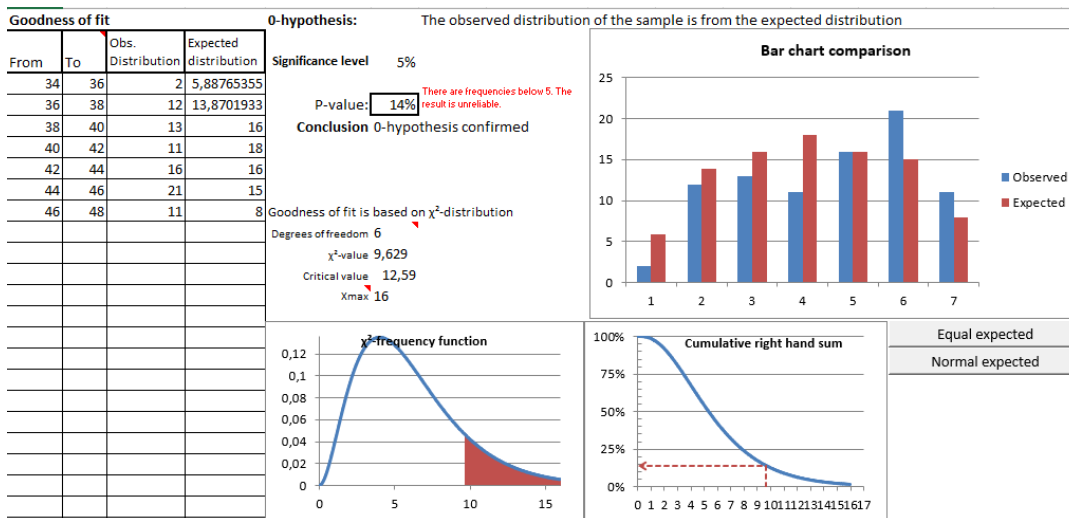 Goodness of fit
0-hypothesis: The observed distribution of the sample is from the expected distribution
From To Obs. Distribution Expected distribution
34 36 2 5,88765355
36 38 12 13,8701933
38 40 13 16
40 42 11 18
42 44 16 16
44 46 21 15
46 48 11 8
Significance level 5%
P-value: 14% There are frequencies below 5. The
result is unreliable.
Conclusion 0-hypothesis confirmed
Goodness of fit is based on χ²-distribution
Degrees of freedom 6
χ²-value 9,629
Critical value 12,59
Xmax 16
Bar chart comparison
25
20
15
10
5
0
1 2 3 4 5 6 7
Observed
Expected
χ²-frequency function
0,12
0,1
0,08
0,06
0,04
0,02
0
0 5 10 15
Cumulative right hand sum
100%
75%
50%
25%
0%
0 1 2 3 4 5 6 7 8 9 10 11 12 13 14 15 16 17
Equal expected
Normal expected